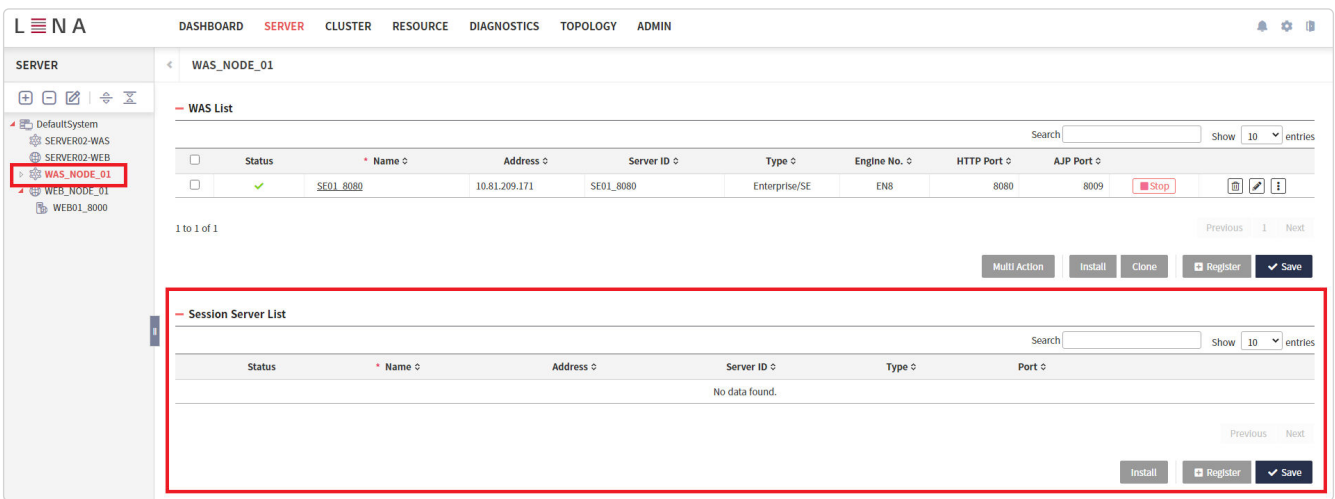 LENA DASHBOARD SERVER CLUSTER RESOURCE DIAGNOSTICS TOPOLOGY ADMIN
SERVER
WAS_NODE_01
DefaultSystem
SERVER02-WAS
SERVER02-WEB
WAS_NODE_01
WEB_NODE_01
WEB01_8000
WAS List
Search Show 10 entries
Status * Name Address Server ID Type Engine No. HTTP Port AJP Port
SE01_8080 10.81.209.171 SE01_8080 Enterprise/SE EN8 8080 8009 Stop
1 to 1 of 1 Previous 1 Next
Multi Action Install Clone Register Save
Session Server List
Search Show 10 entries
Status * Name Address Server ID Type Port
No data found.
Previous Next
Install Register Save